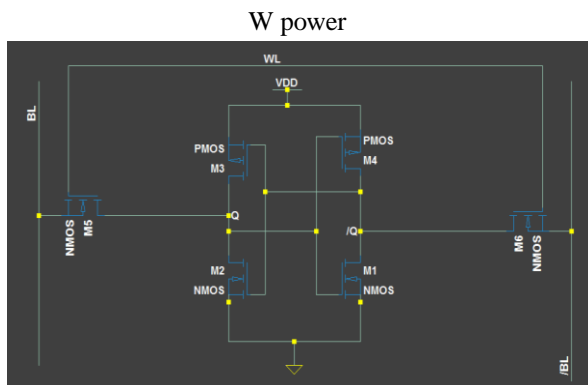 W power
WL
VDD
BL
PMOS
M3
PMOS
M4
Q
/Q
NMOS
M5
M6
NMOS
M2
NMOS
M1
NMOS
/BL